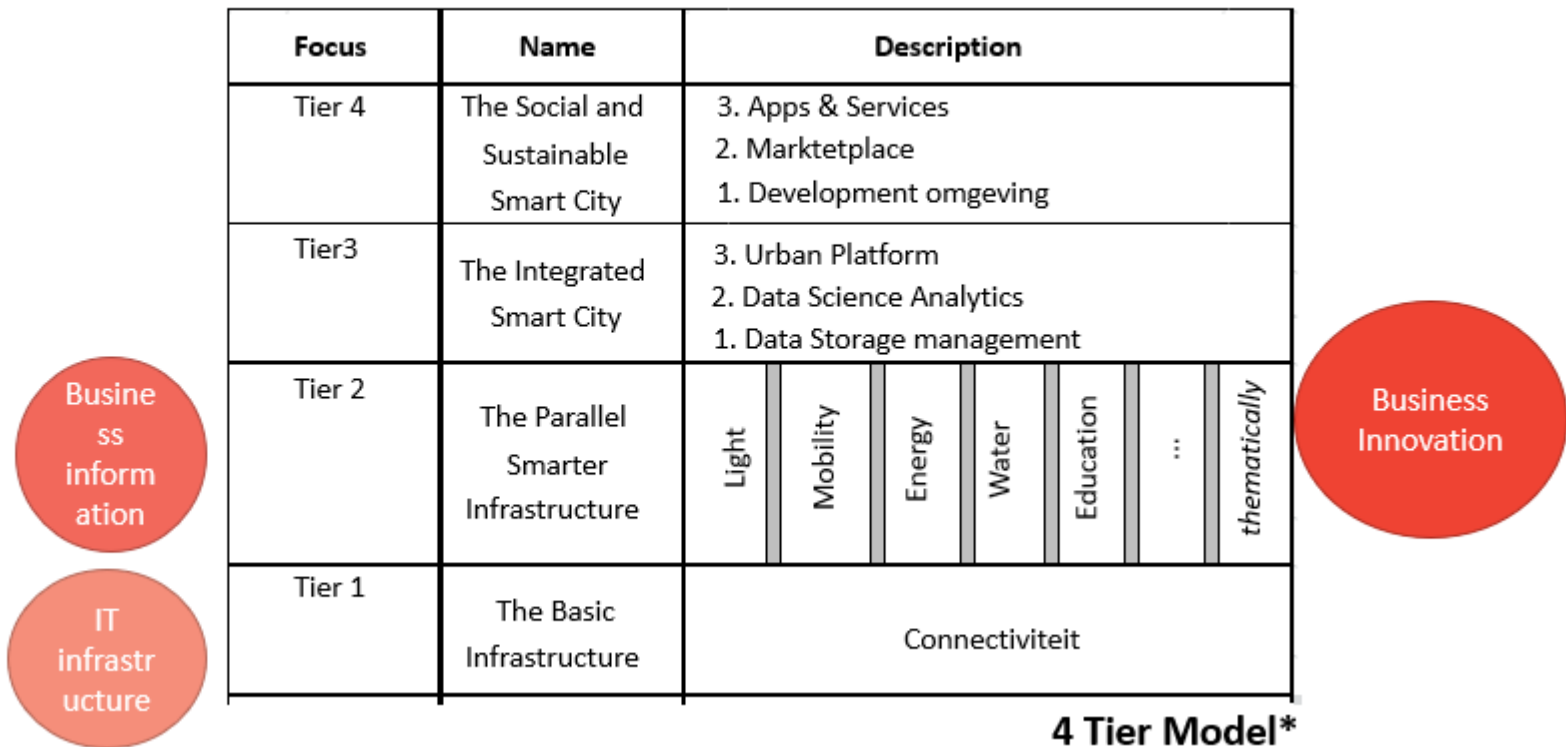 Focus Name Description
Tier 4
The Social and
Sustainable
Smart City
3. Apps & Services
2. Marktetplace
1. Development omgeving
Tier3
The Integrated
Smart City
3. Urban Platform
2. Data Science Analytics
1. Data Storage management
Tier 2
The Parallel
Smarter
Infrastructure
Light
Mobility
Energy
Water
Education
...
thematically
Tier 1
The Basic
Infrastructure
Connectiviteit
Busine
ss
inform
ation
IT
infrastr
ucture
Business
Innovation
4 Tier Model*